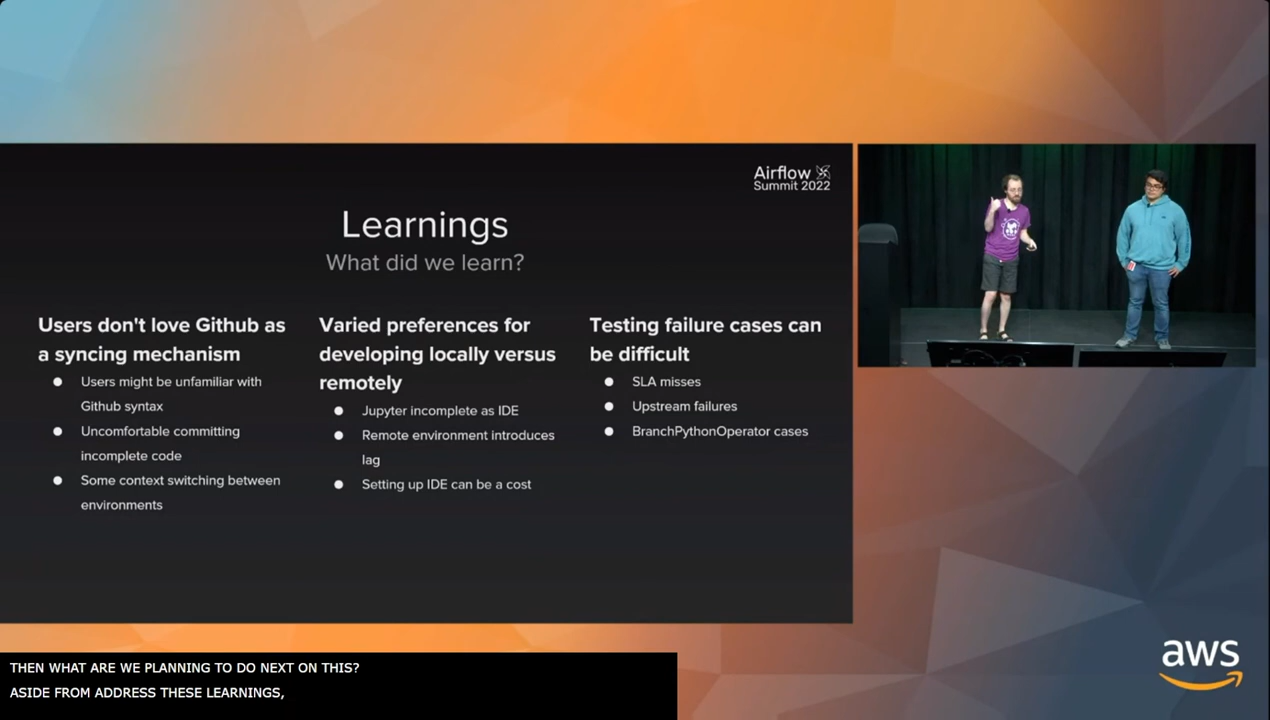 Airflow
Summit 2022
Learnings
What did we learn?
Users don't love Github as
a syncing mechanism
Users might be unfamiliar with
Github syntax
Uncomfortable committing
incomplete code
Some context switching between
environments
Varied preferences for
developing locally versus
remotely
Jupyter incomplete as IDE
Remote environment introduces
lag
Setting up IDE can be a cost
Testing failure cases can
be difficult
SLA misses
Upstream failures
BranchPythonOperator cases
THEN WHAT ARE WE PLANNING TO DO NEXT ON THIS?
ASIDE FROM ADDRESS THESE LEARNINGS,
aws